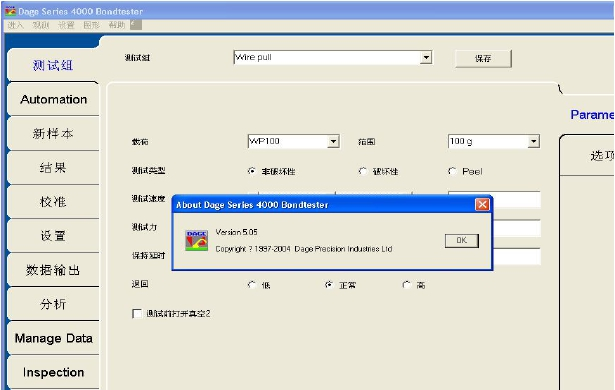 Dage Series 4000 Bondtester
进入 观测 设置 图形 帮助
测试组
Automation
新样本
结果
校准
设置
数据输出
分析
Manage Data
Inspection
测试组 Wire pull 保存
载荷 WP100 范围 100 g
测试类型 非破坏性 破坏性 Peel
测试速度
测试力
保持延时
退回 低 正常 高
测试前打开真空2
Parame
选项
About Dage Series 4000 Bondtester
DAGE
Version 5.05
Copyright ? 1997-2004 Dage Precision Industries Ltd
OK